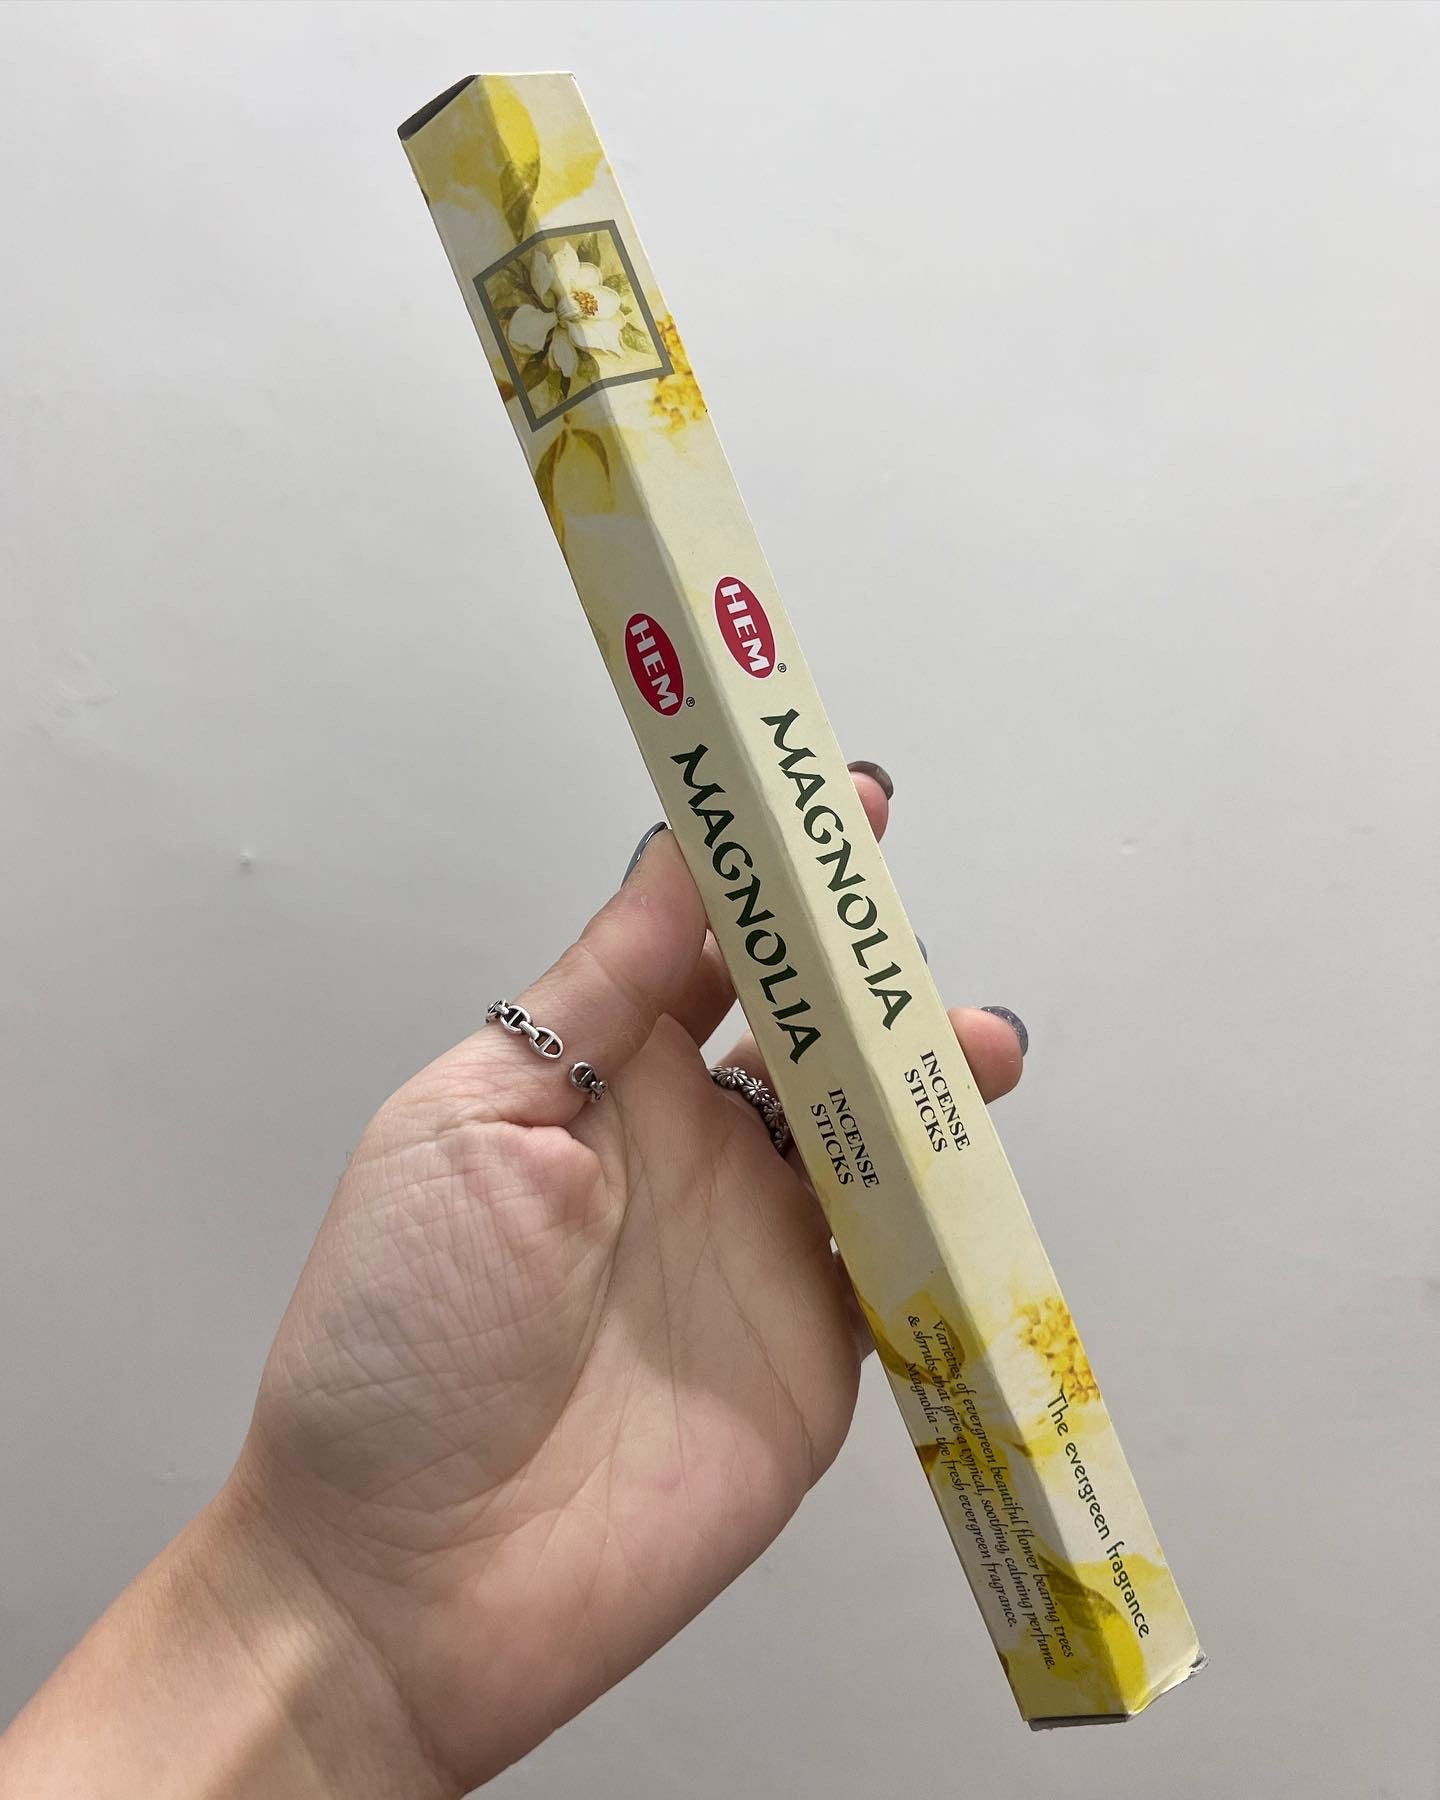 HEM®
MAGNOLIA
INCENSE
STICKS
The evergreen fragrance
HEM®
MAGNOLIA
INCENSE
STICKS
Varieties of evergreen beautiful flower bearing trees
& shrubs that give a typical, soothing, calming perfume.
Magnolia - the fresh evergreen fragrance.